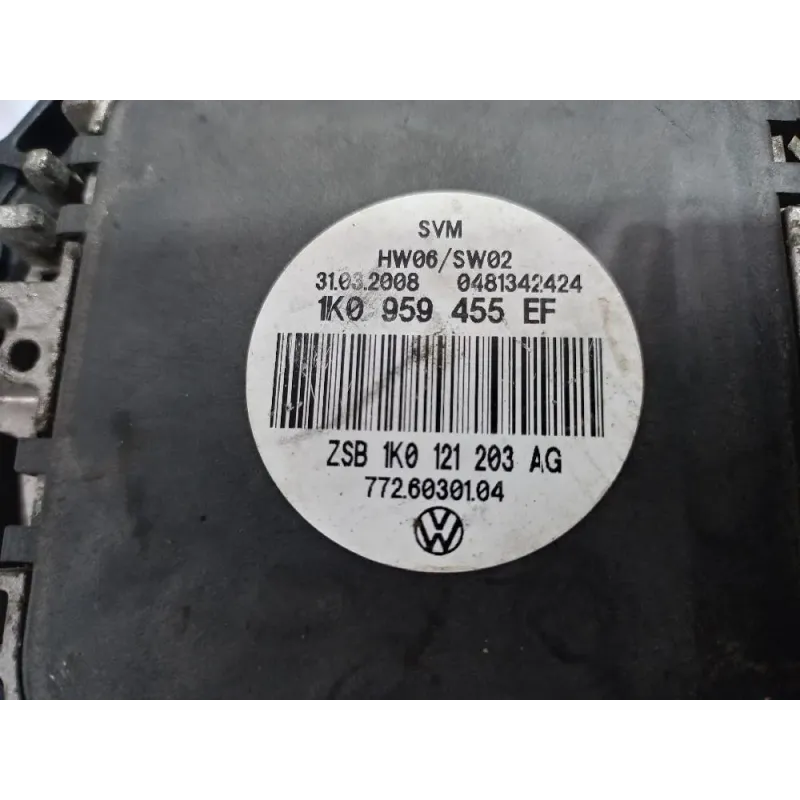 SVM
HW06/SW02
31.03.2008 0481342424
1K0 959 455 EF
ZSB 1K0 121 203 AG
772.60301.04